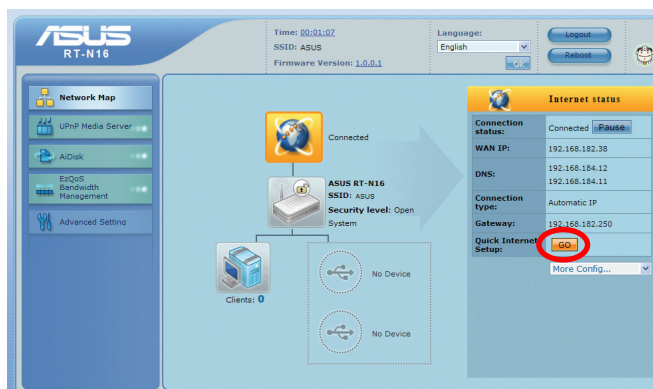 ASUS
RT-N16
Time: 00:01:07
SSID: ASUS
Firmware Version: 1.0.0.1
Language:
English
OK
Logout
Reboot
Network Map
UPnP Media Server
AiDisk
EzQoS
Bandwidth
Management
Advanced Setting
Connected
ASUS RT-N16
SSID: ASUS
Security level: Open
System
Clients: 0
No Device
No Device
Internet status
Connection
status:
Connected Pause
WAN IP: 192.168.182.38
DNS: 192.168.184.12
192.168.184.11
Connection
type:
Automatic IP
Gateway: 192.168.182.250
Quick Internet
Setup:
GO
More Config...